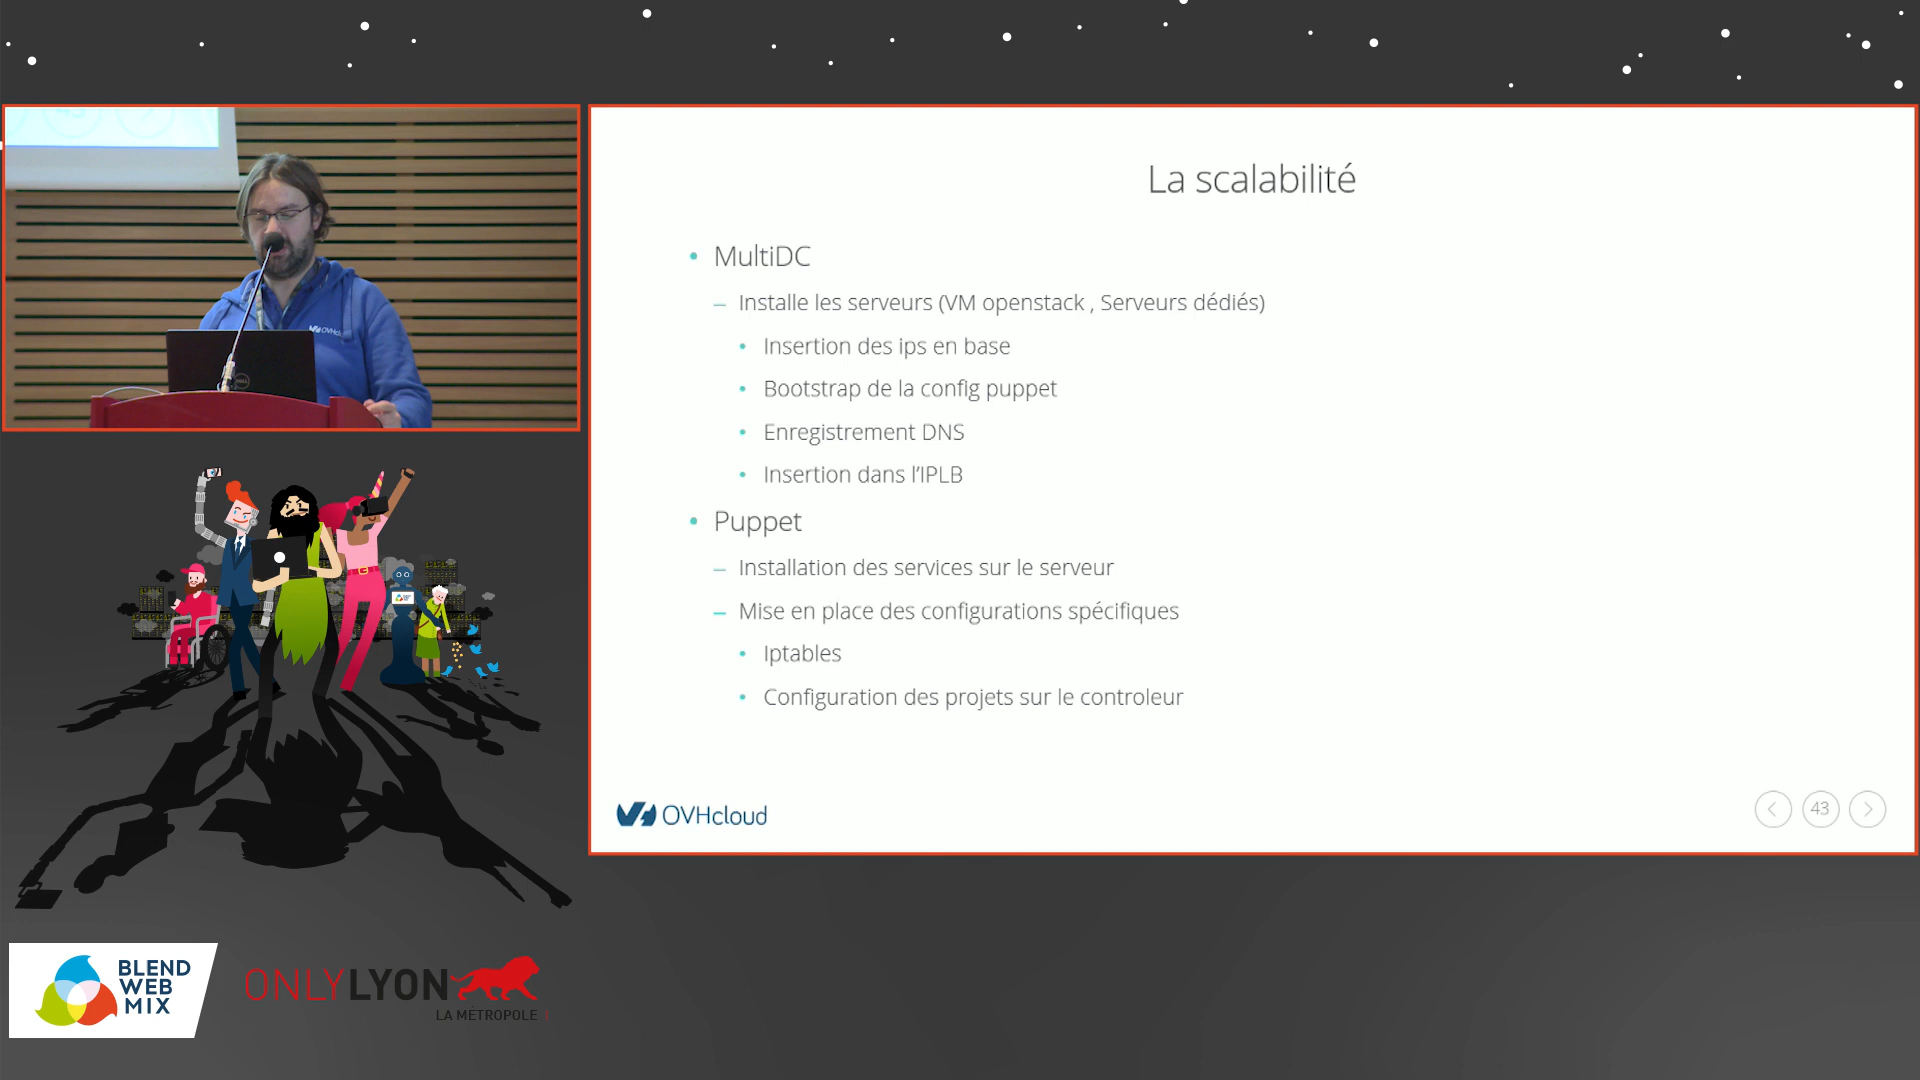 La scalabilité
• MultiDC
– Installe les serveurs (VM openstack , Serveurs dédiés)
• Insertion des ips en base
• Bootstrap de la config puppet
• Enregistrement DNS
• Insertion dans l’IPLB
• Puppet
– Installation des services sur le serveur
– Mise en place des configurations spécifiques
• Iptables
• Configuration des projets sur le controleur
OVHcloud
43
BLEND
WEB
MIX
ONLYLYON
LA MÉTROPOLE